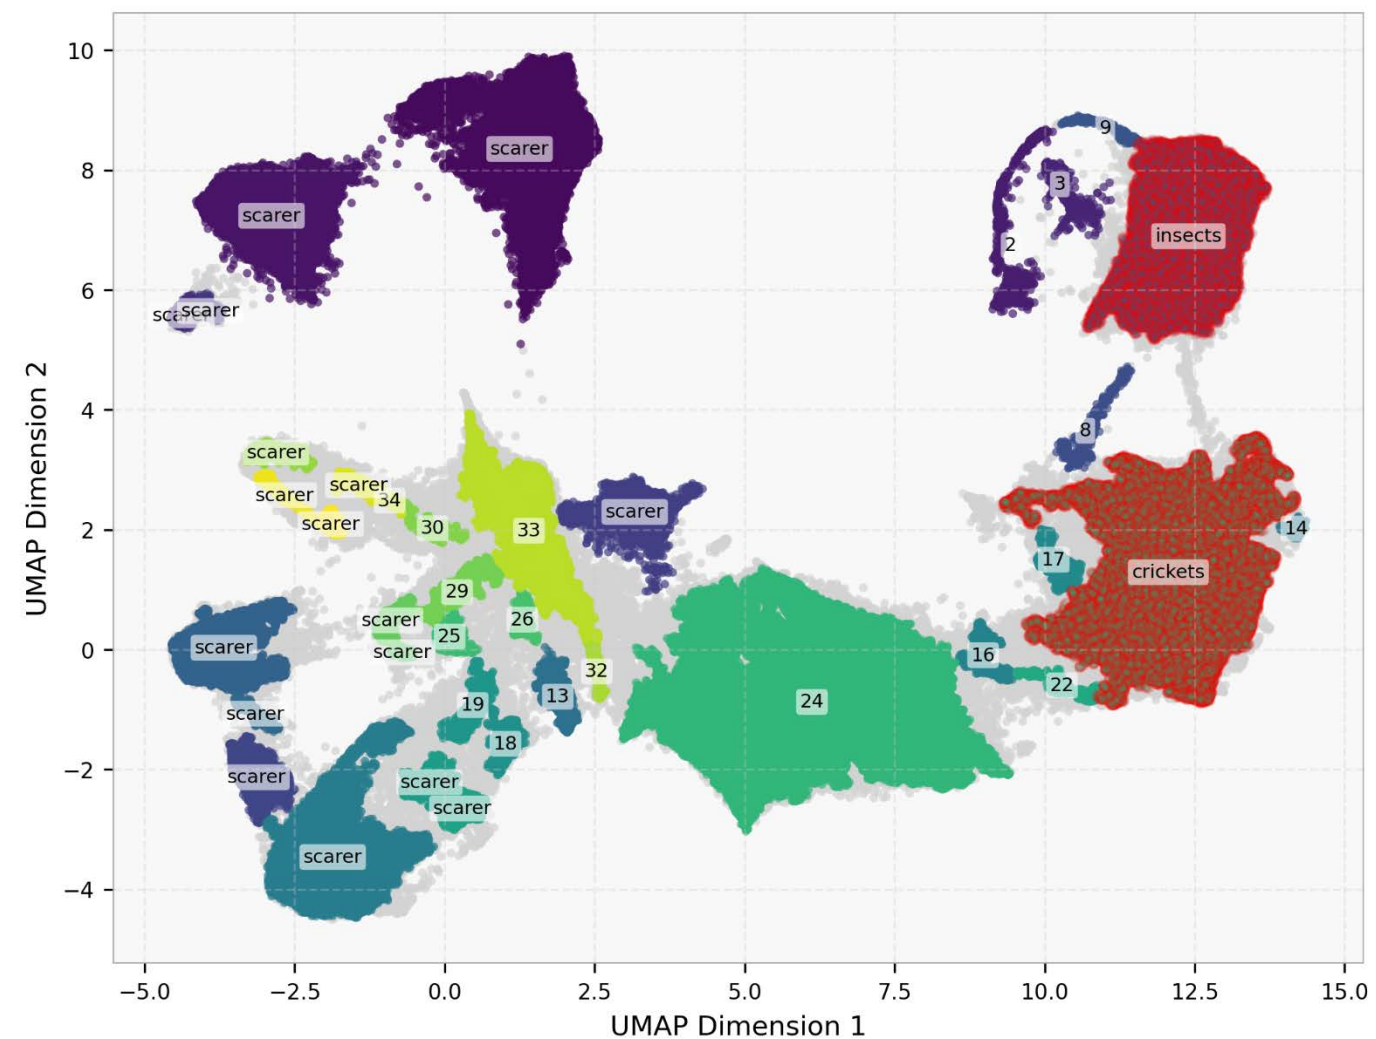 10
8
6
4
2
0
−2
−4
UMAP Dimension 2
scarer
scarer
scarer
scarer
9
3
2
insects
8
scarer
scarer
scarer
34
scarer
30
33
scarer
14
17
crickets
29
scarer
26
25
scarer
scarer
16
32
22
13
24
19
scarer
18
scarer
scarer
scarer
scarer
−5.0
−2.5
0.0
2.5
5.0
7.5
10.0
12.5
15.0
UMAP Dimension 1